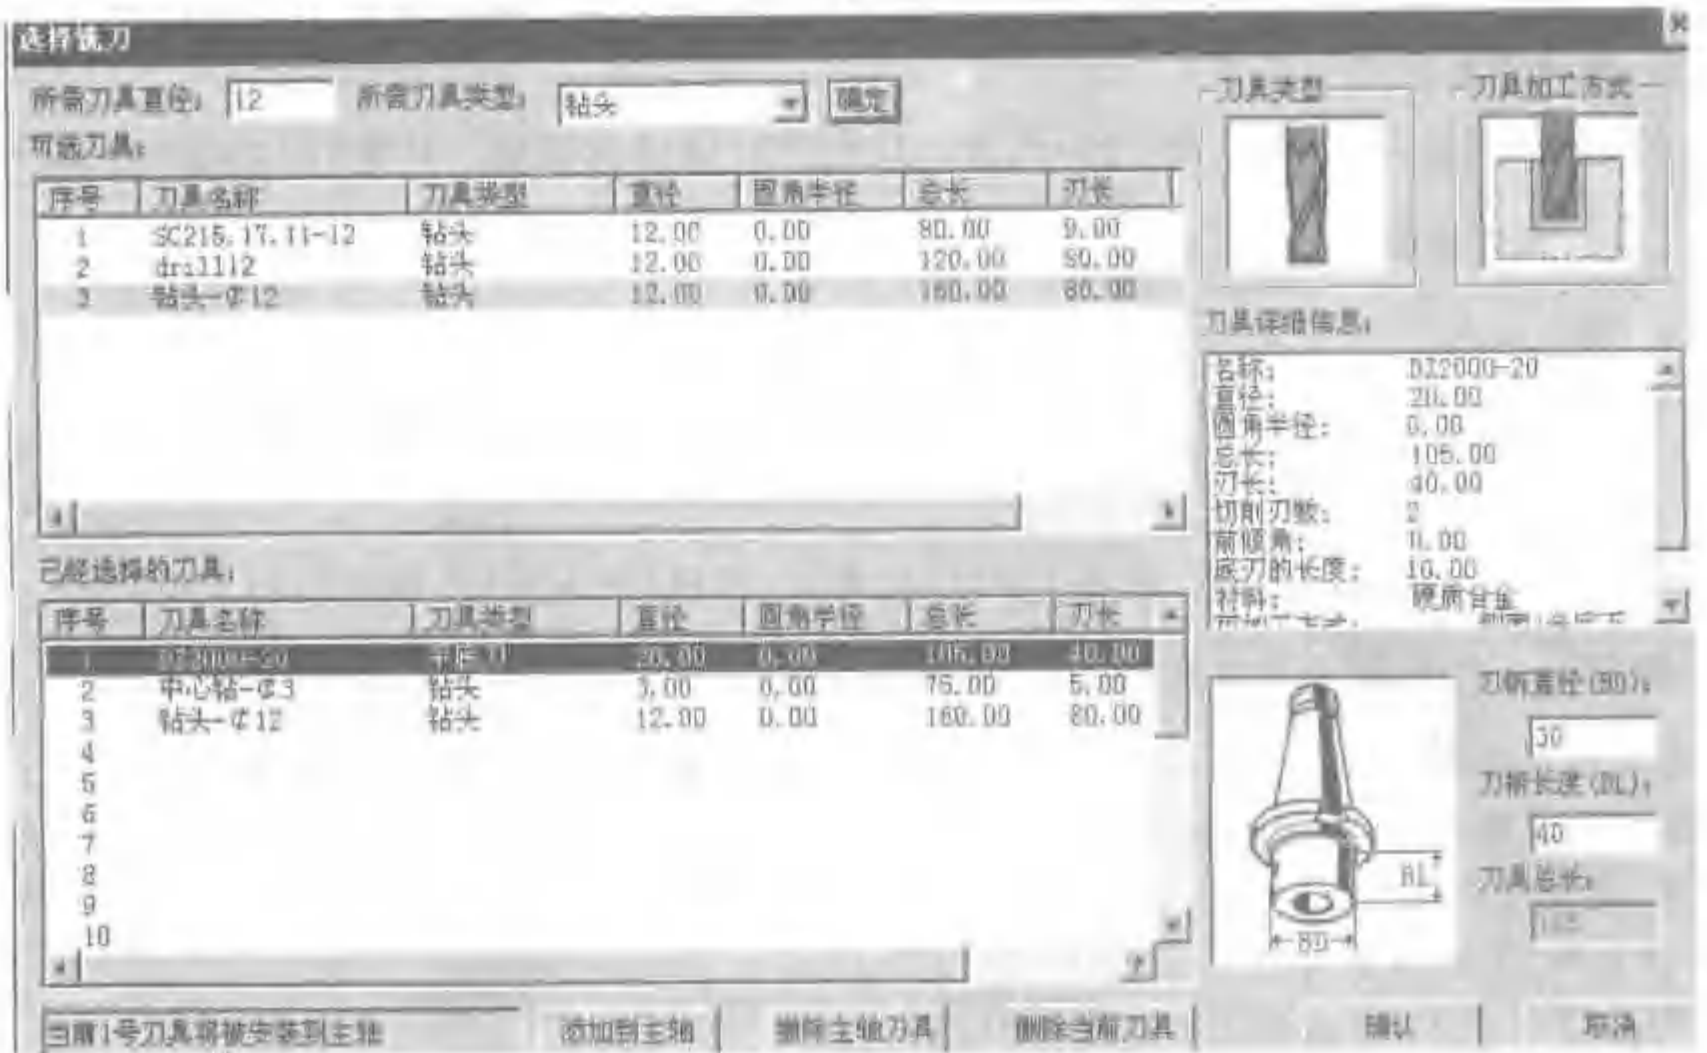 选择铣刀
所需刀具直径: 12 所需刀具类型: 钻头 确定
可选刀具:
序号 刀具名称 刀具类型 直径 圆角半径 总长 刃长
1 SC215.17.11-12 钻头 12.00 0.00 80.00 9.00
2 drill12 钻头 12.00 0.00 120.00 80.00
3 钻头-Φ12 钻头 12.00 0.00 160.00 80.00
已经选择的刀具:
序号 刀具名称 刀具类型 直径 圆角半径 总长 刃长
1 DZ2000-20 平底刀 20.00 0.00 105.00 40.00
2 中心钻-Φ3 钻头 3.00 0.00 75.00 5.00
3 钻头-Φ12 钻头 12.00 0.00 160.00 80.00
4
5
6
7
8
9
10
当前1号刀具将被安装到主轴 添加到主轴 撤除主轴刀具 删除当前刀具 确认 取消
刀具类型 刀具加工方式
刀具详细信息:
名称: DZ2000-20
直径: 20.00
圆角半径: 0.00
总长: 105.00
刃长: 40.00
切削刃数: 2
前倾角: 0.00
底刃的长度: 10.00
材料: 硬质合金
刀柄直径(BD):
30
刀柄长度(BL):
40
刀具总长:
BL
BD